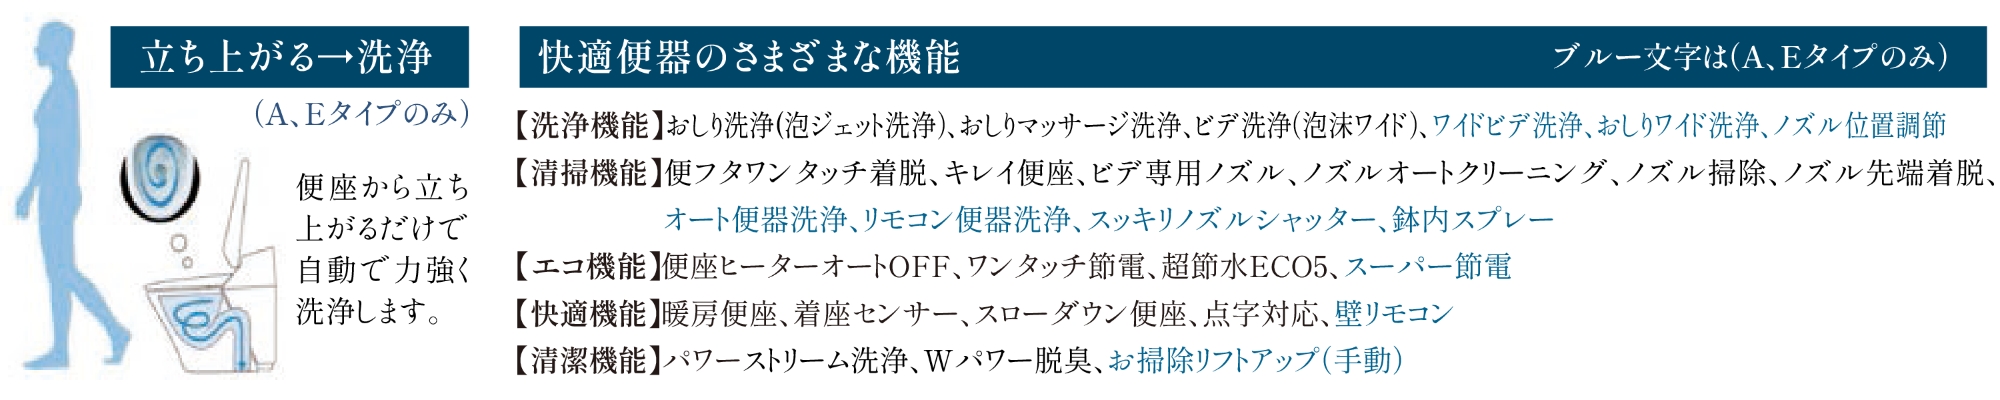 立ち上がる→洗浄
(A、Eタイプのみ)
便座から立ち
上がるだけで
自動で力強く
洗浄します。
快適便器のさまざまな機能
ブルー文字は(A、Eタイプのみ)
【洗浄機能】おしり洗浄(泡ジェット洗浄)、おしりマッサージ洗浄、ビデ洗浄(泡沫ワイド)、ワイドビデ洗浄、おしりワイド洗浄、ノズル位置調節
【清掃機能】便フタワンタッチ着脱、キレイ便座、ビデ専用ノズル、ノズルオートクリーニング、ノズル掃除、ノズル先端着脱、
オート便器洗浄、リモコン便器洗浄、スッキリノズルシャッター、鉢内スプレー
【エコ機能】便座ヒーターオートOFF、ワンタッチ節電、超節水ECO5、スーパー節電
【快適機能】暖房便座、着座センサー、スローダウン便座、点字対応、壁リモコン
【清潔機能】パワーストリーム洗浄、Wパワー脱臭、お掃除リフトアップ(手動)